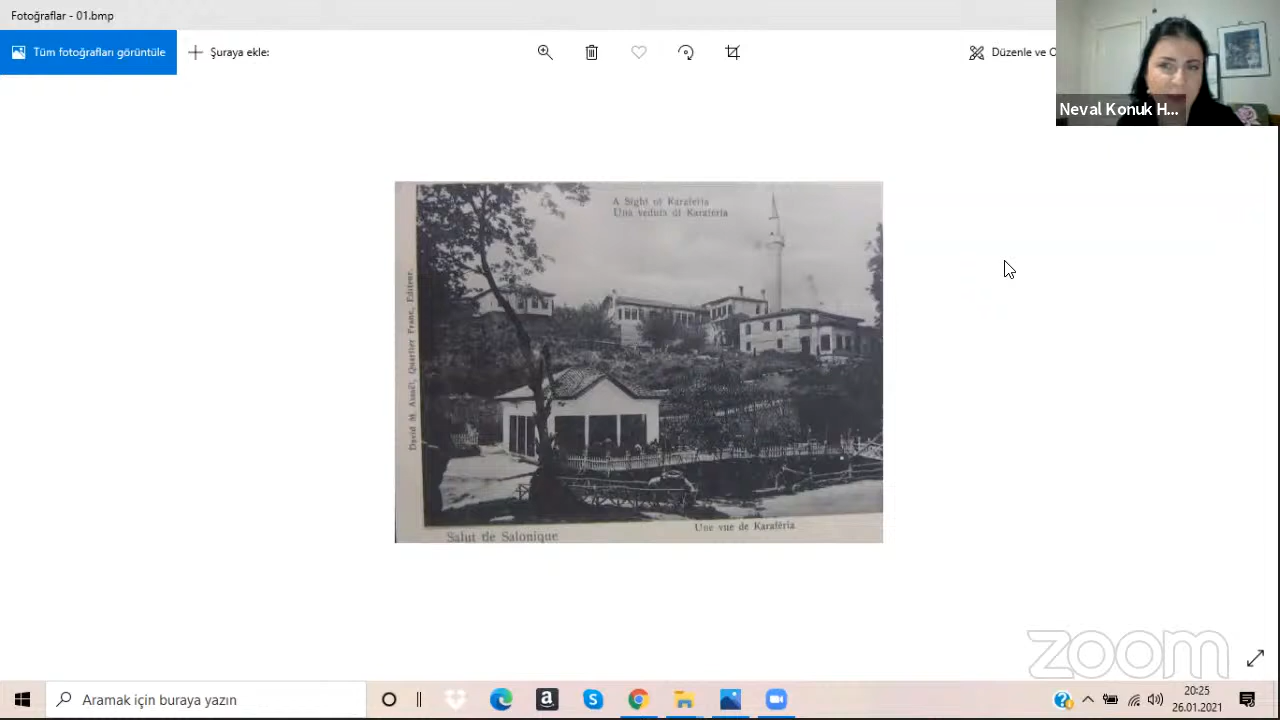 Fotoğraflar - 01.bmp
Tüm fotoğrafları görüntüle
Şuraya ekle:
Düzenle ve O
Neval Konuk H...
A Sight of Karaferia
Una veduta di Karaferia
David M. Assaël, Quartier Franc, Editeur.
Une vue de Karaféria
Salut de Salonique
zoom
Aramak için buraya yazın
20:25
26.01.2021